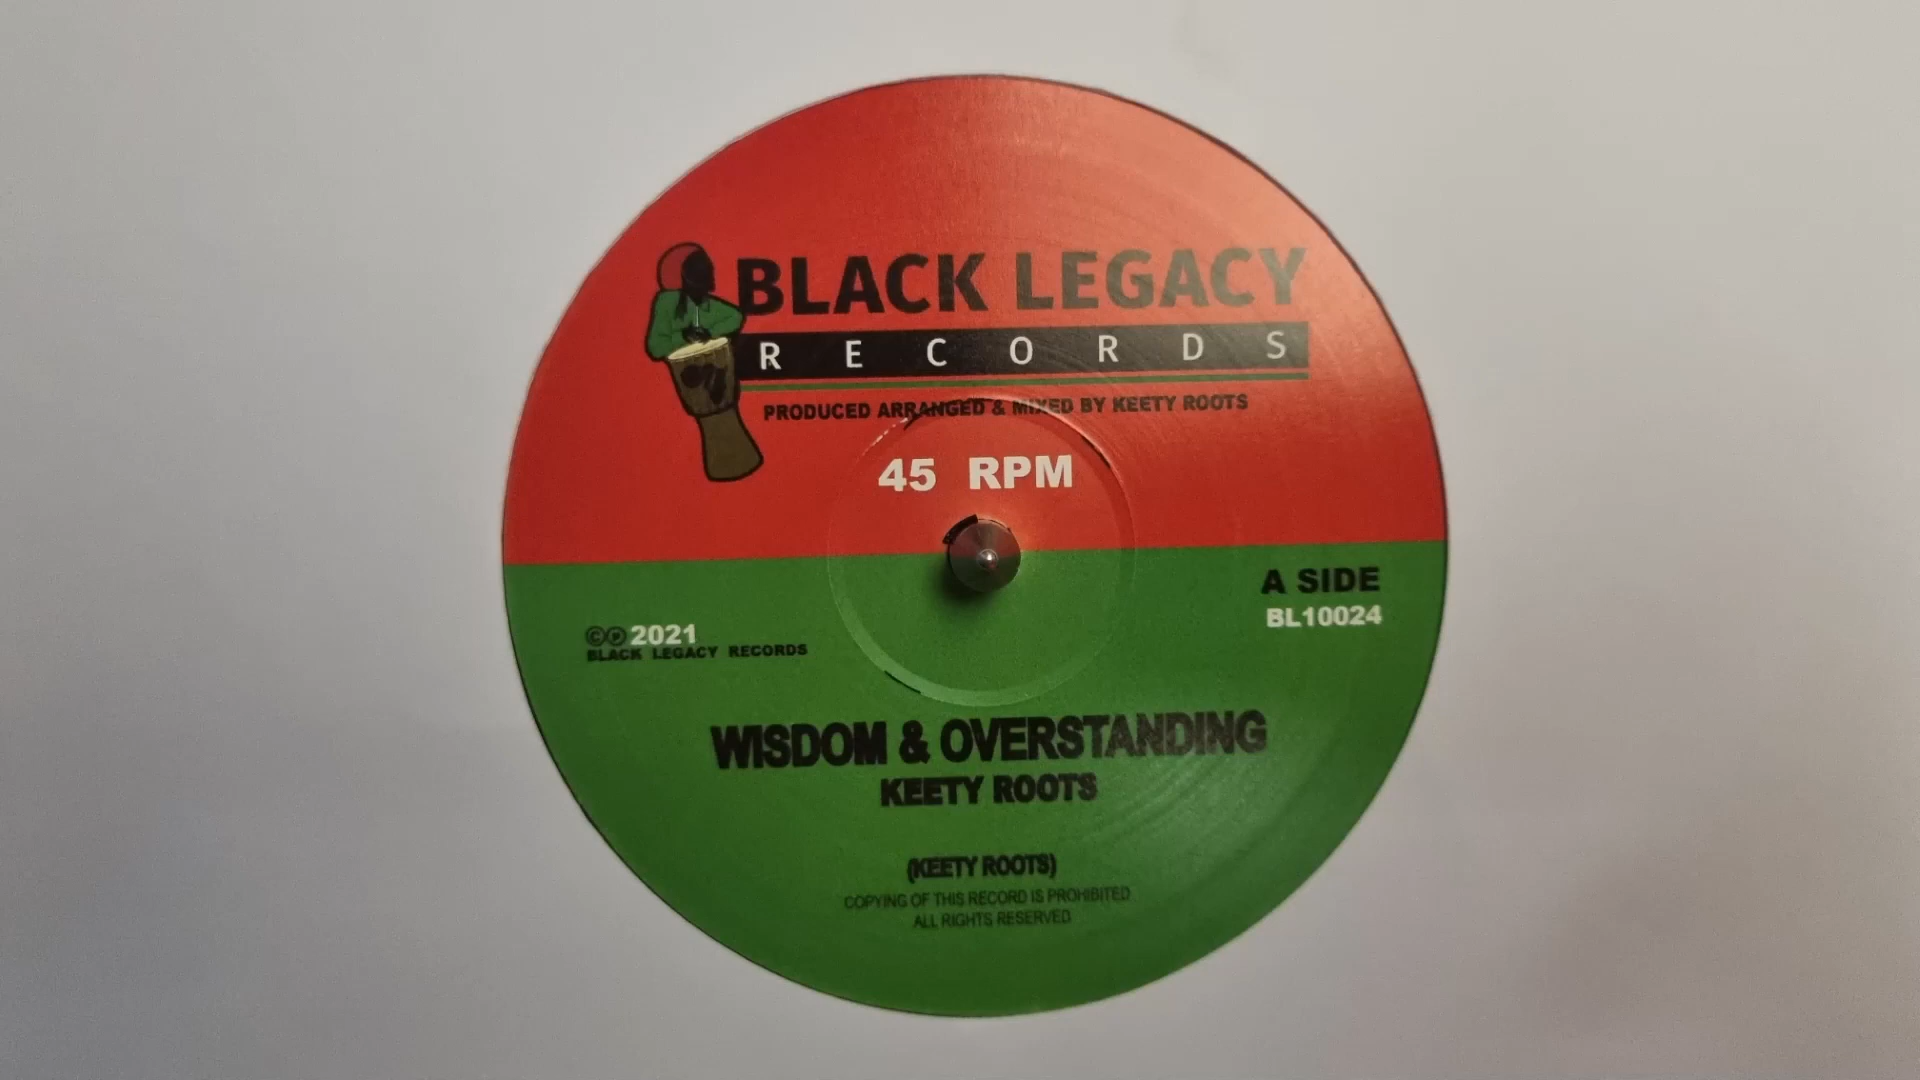 BLACK LEGACY
RECORDS
PRODUCED ARRANGED & MIXED BY KEETY ROOTS
45 RPM
A SIDE
BL10024
©℗2021
BLACK LEGACY RECORDS
WISDOM & OVERSTANDING
KEETY ROOTS
(KEETY ROOTS)
COPYING OF THIS RECORD IS PROHIBITED
ALL RIGHTS RESERVED